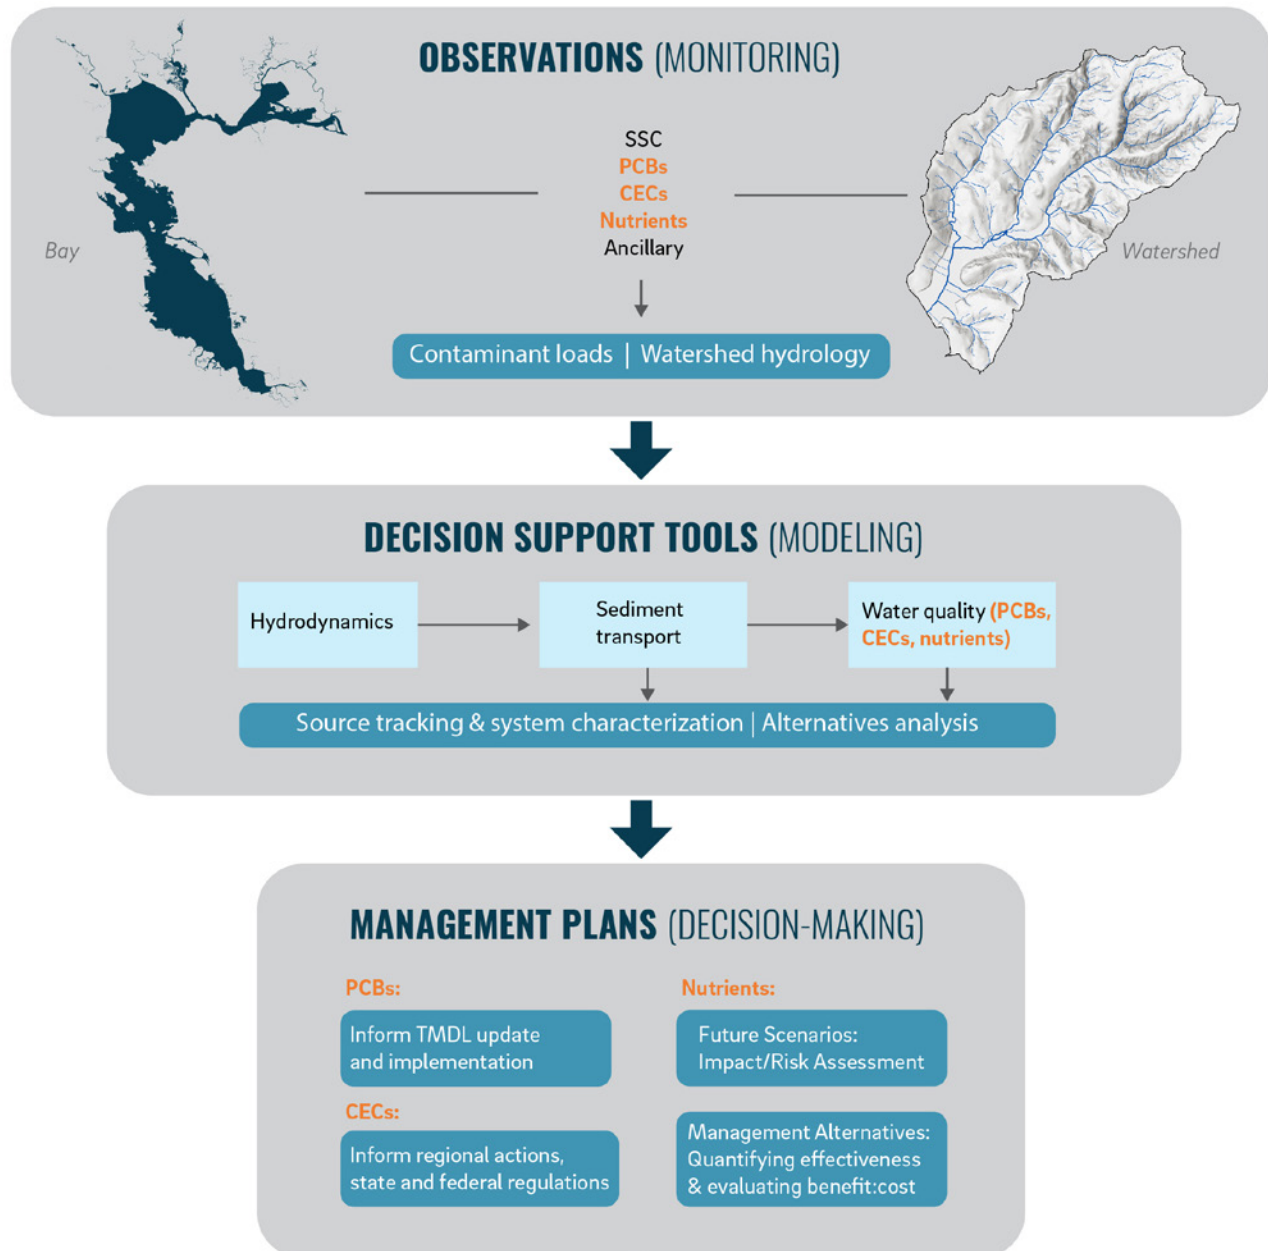 OBSERVATIONS (MONITORING)
SSC
PCBs
CECs
Nutrients
Ancillary
Bay
Watershed
Contaminant loads | Watershed hydrology
DECISION SUPPORT TOOLS (MODELING)
Hydrodynamics
Sediment
transport
Water quality (PCBs,
CECs, nutrients)
Source tracking & system characterization | Alternatives analysis
MANAGEMENT PLANS (DECISION-MAKING)
PCBs:
Inform TMDL update
and implementation
CECs:
Inform regional actions,
state and federal regulations
Nutrients:
Future Scenarios:
Impact/Risk Assessment
Management Alternatives:
Quantifying effectiveness
& evaluating benefit:cost